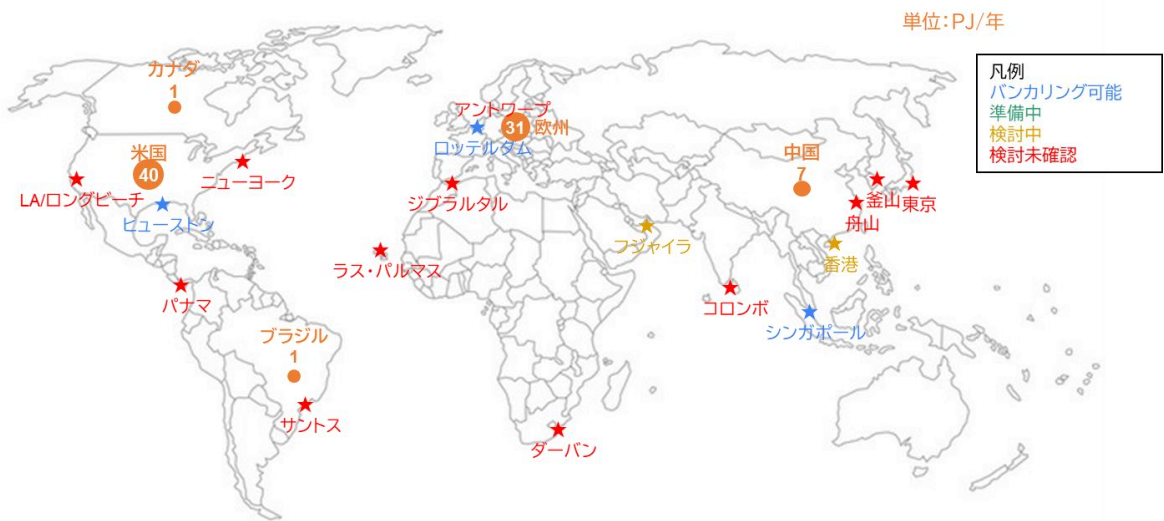 単位：PJ/年
凡例
バンカリング可能
準備中
検討中
検討未確認
カナダ
1
米国
40
LA/ロングビーチ
ニューヨーク
ヒューストン
パナマ
ブラジル
1
サントス
アントワープ
31 欧州
ロッテルダム
ジブラルタル
ラス・パルマス
ダーバン
フジャイラ
コロンボ
中国
7
釜山
東京
舟山
香港
シンガポール